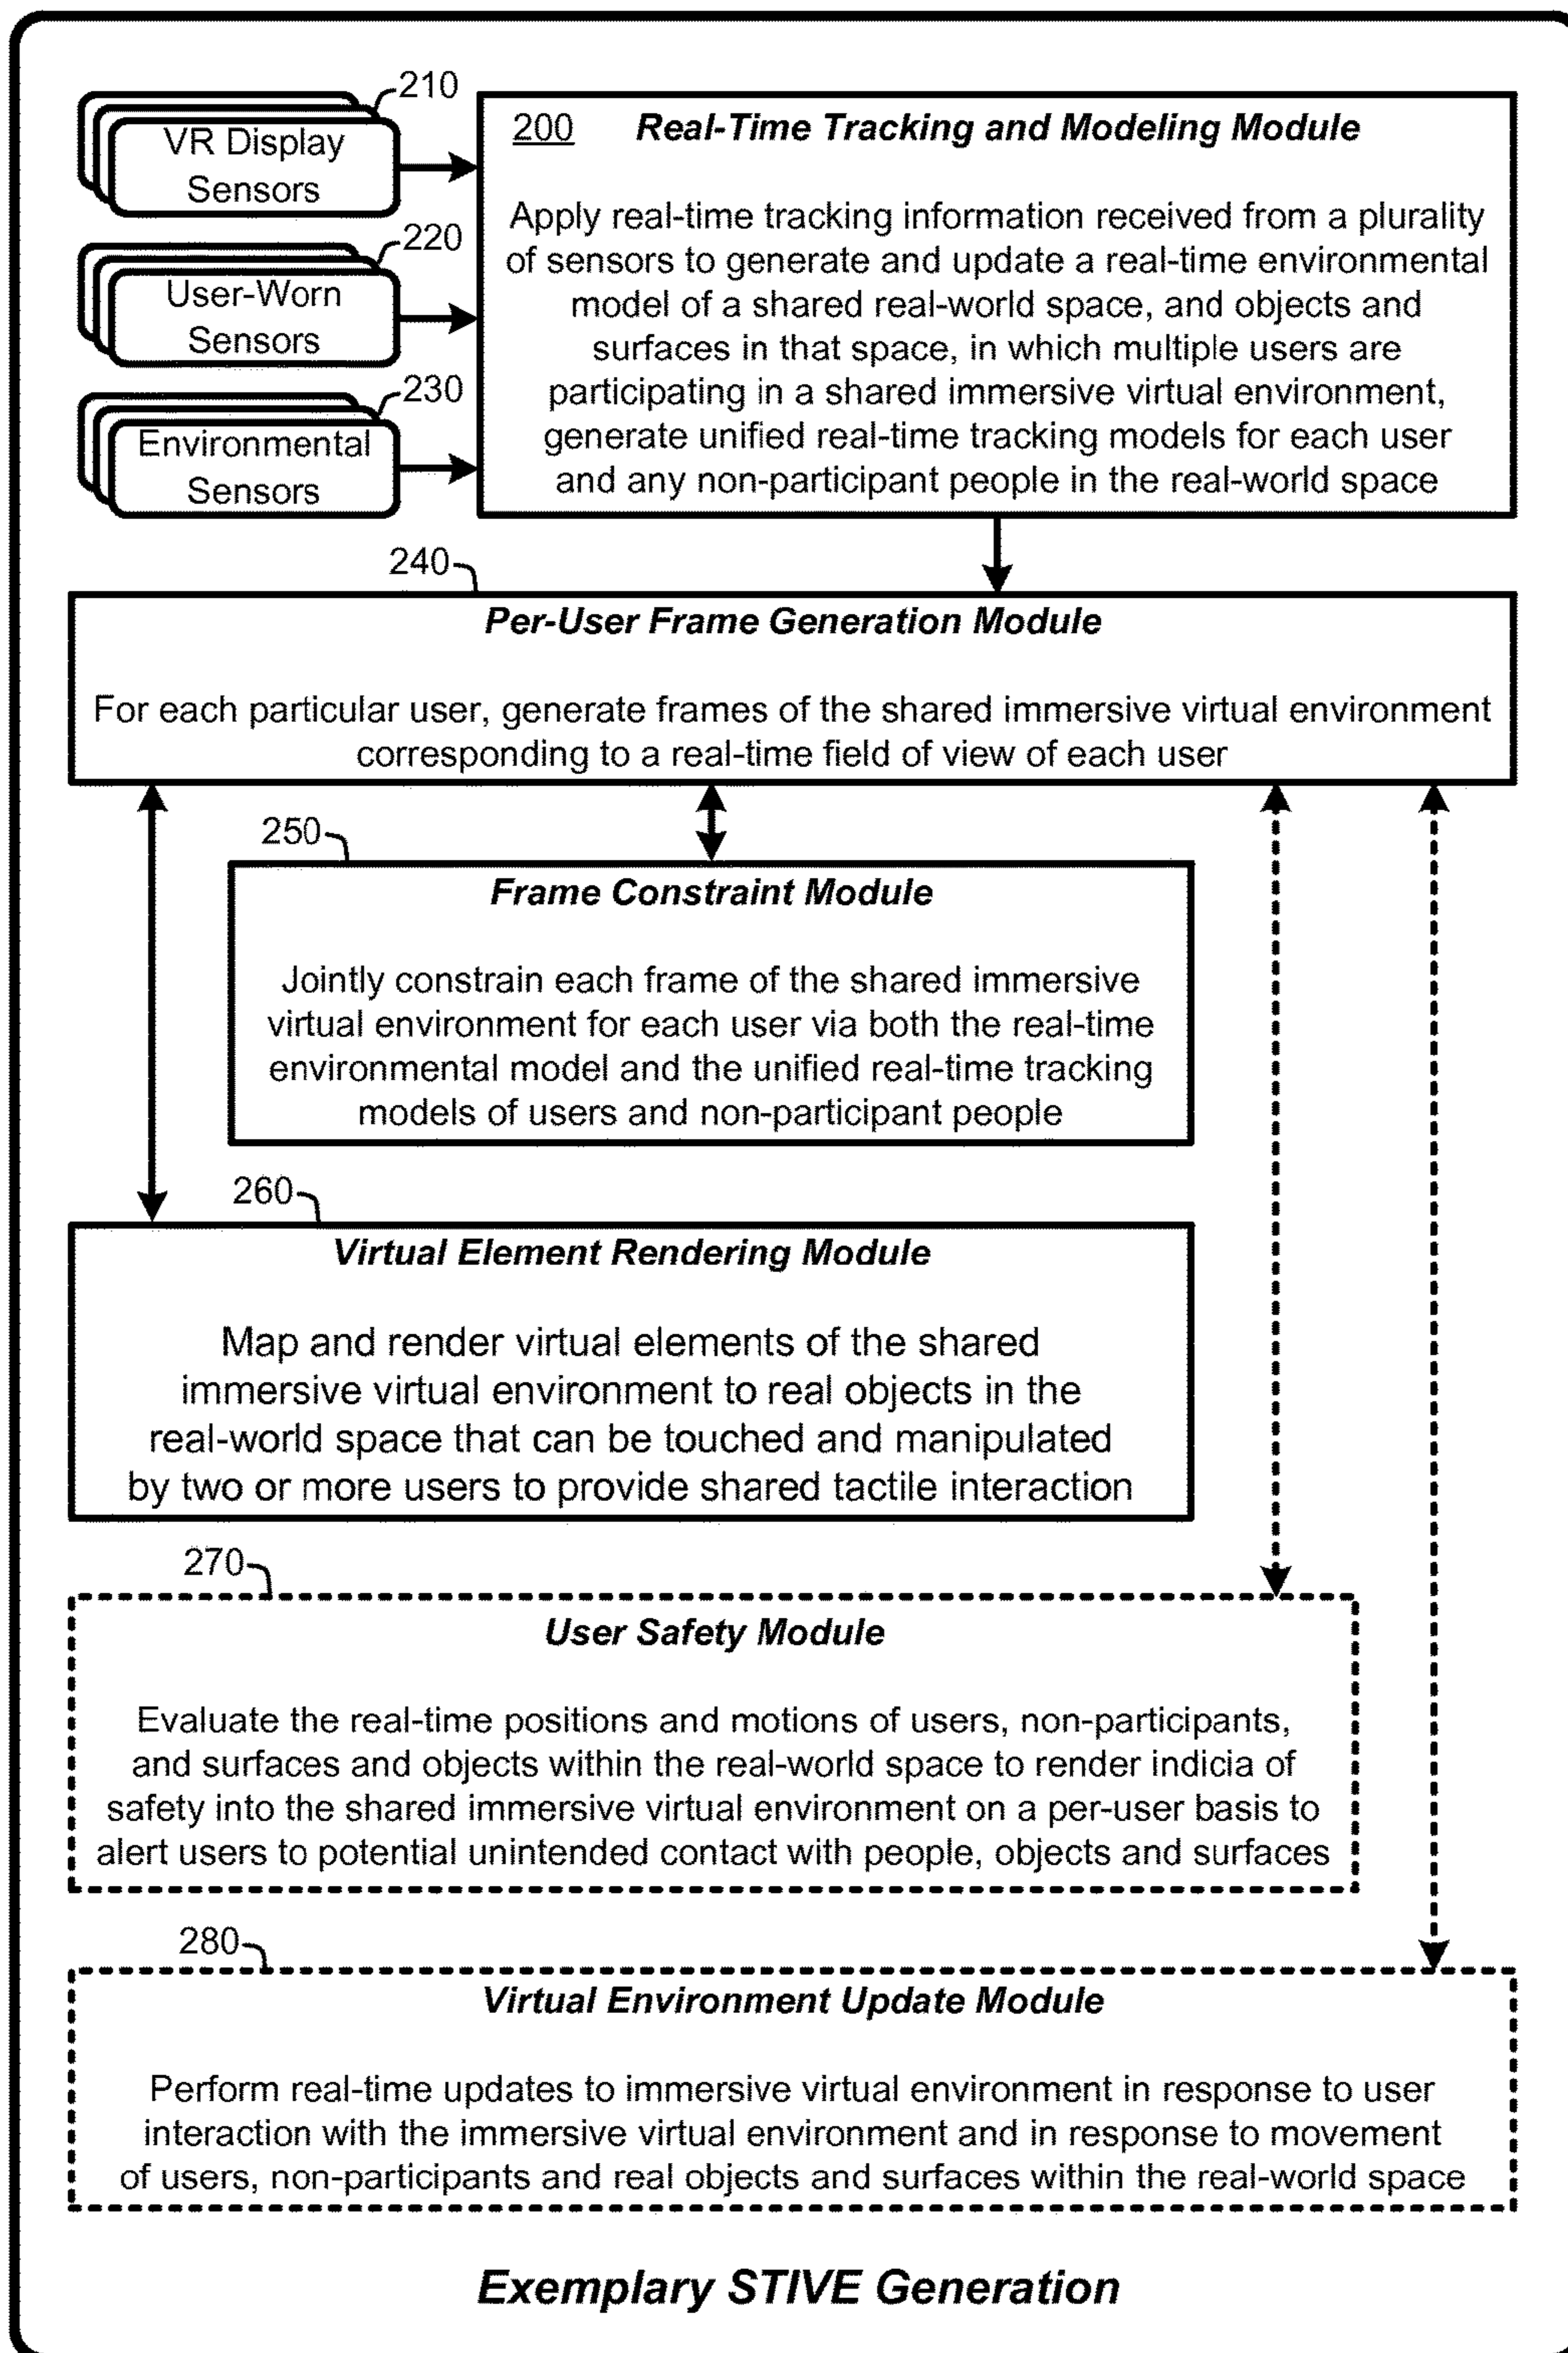 210
VR Display
Sensors
220
User-Worn
Sensors
230
Environmental
Sensors
200 Real-Time Tracking and Modeling Module
Apply real-time tracking information received from a plurality
of sensors to generate and update a real-time environmental
model of a shared real-world space, and objects and
surfaces in that space, in which multiple users are
participating in a shared immersive virtual environment,
generate unified real-time tracking models for each user
and any non-participant people in the real-world space
240
Per-User Frame Generation Module
For each particular user, generate frames of the shared immersive virtual environment
corresponding to a real-time field of view of each user
250
Frame Constraint Module
Jointly constrain each frame of the shared immersive
virtual environment for each user via both the real-time
environmental model and the unified real-time tracking
models of users and non-participant people
260
Virtual Element Rendering Module
Map and render virtual elements of the shared
immersive virtual environment to real objects in the
real-world space that can be touched and manipulated
by two or more users to provide shared tactile interaction
270
User Safety Module
Evaluate the real-time positions and motions of users, non-participants,
and surfaces and objects within the real-world space to render indicia of
safety into the shared immersive virtual environment on a per-user basis to
alert users to potential unintended contact with people, objects and surfaces
280
Virtual Environment Update Module
Perform real-time updates to immersive virtual environment in response to user
interaction with the immersive virtual environment and in response to movement
of users, non-participants and real objects and surfaces within the real-world space
Exemplary STIVE Generation